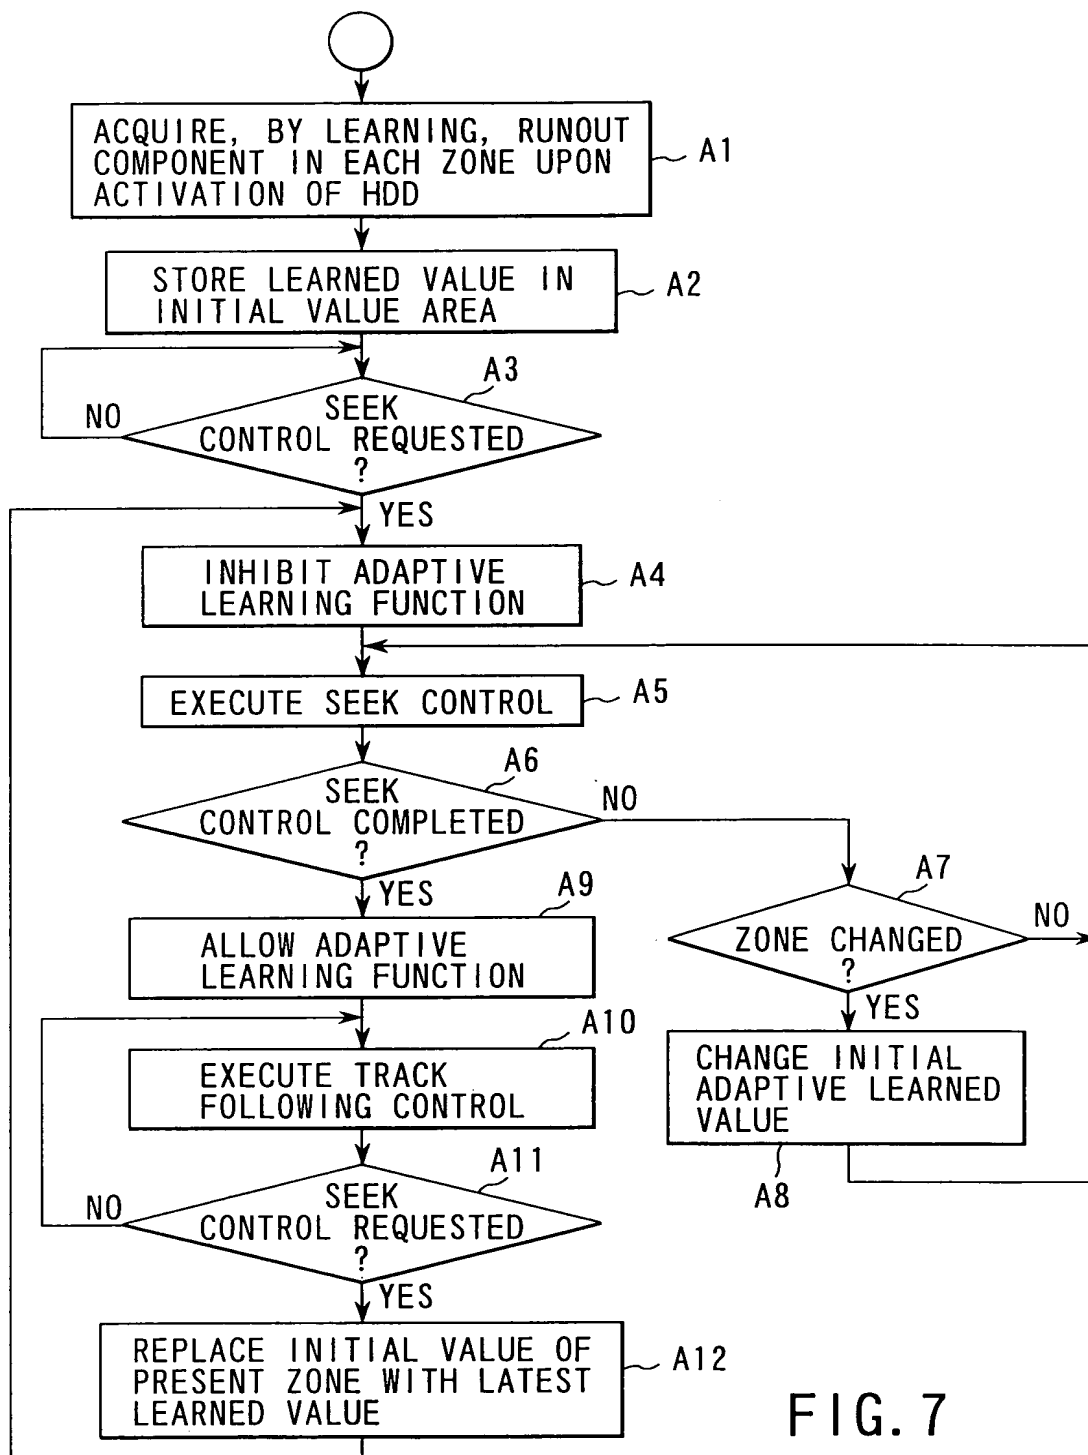 ACQUIRE, BY LEARNING, RUNOUT
COMPONENT IN EACH ZONE UPON
ACTIVATION OF HDD
A1
STORE LEARNED VALUE IN
INITIAL VALUE AREA
A2
A3
SEEK
CONTROL REQUESTED
?
NO
YES
INHIBIT ADAPTIVE
LEARNING FUNCTION
A4
EXECUTE SEEK CONTROL
A5
A6
SEEK
CONTROL COMPLETED
?
NO
YES
A7
ZONE CHANGED
?
NO
YES
CHANGE INITIAL
ADAPTIVE LEARNED
VALUE
A8
A9
ALLOW ADAPTIVE
LEARNING FUNCTION
A10
EXECUTE TRACK
FOLLOWING CONTROL
A11
SEEK
CONTROL REQUESTED
?
NO
YES
REPLACE INITIAL VALUE OF
PRESENT ZONE WITH LATEST
LEARNED VALUE
A12
FIG. 7